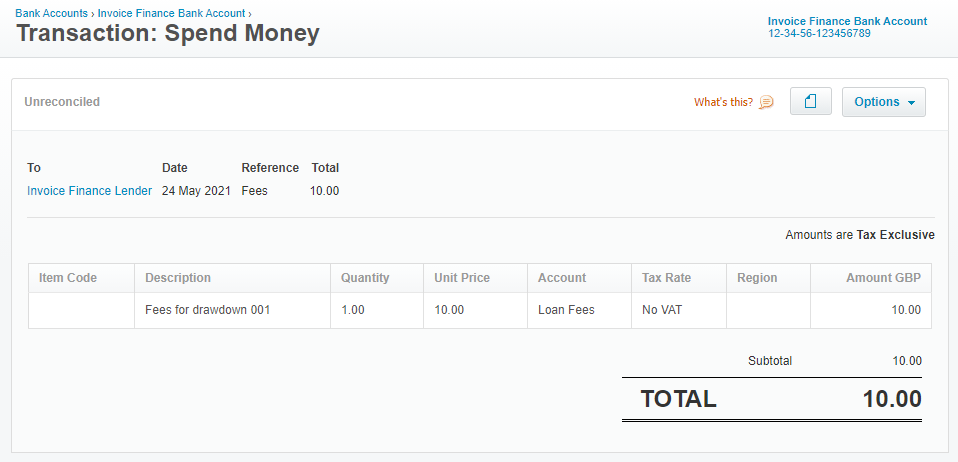 Bank Accounts › Invoice Finance Bank Account ›
Transaction: Spend Money
Invoice Finance Bank Account
12-34-56-123456789
Unreconciled
What's this?
Options
To Date Reference Total
Invoice Finance Lender 24 May 2021 Fees 10.00
Amounts are Tax Exclusive
Item Code Description Quantity Unit Price Account Tax Rate Region Amount GBP
Fees for drawdown 001 1.00 10.00 Loan Fees No VAT 10.00
Subtotal 10.00
TOTAL 10.00